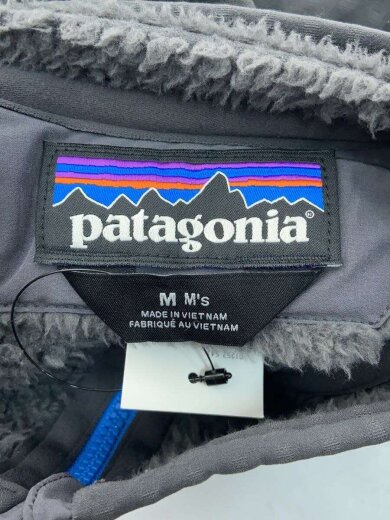 patagonia®
M M's
MADE IN VIETNAM
FABRIQUÉ AU VIETNAM